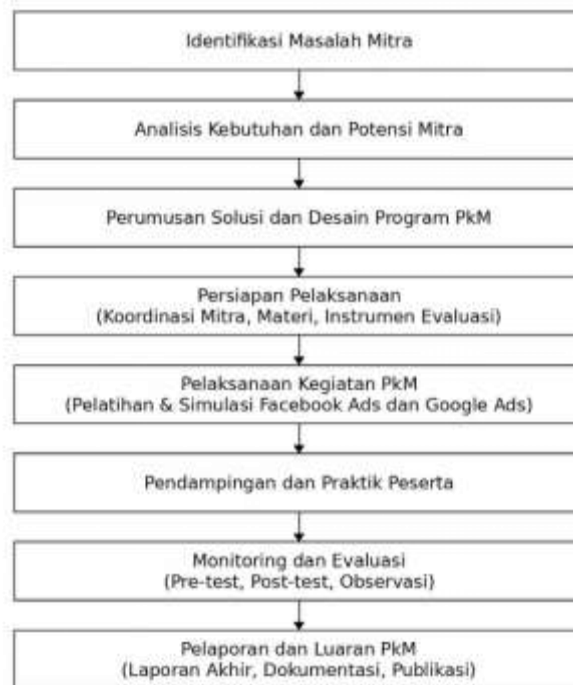 Identifikasi Masalah Mitra
Analisis Kebutuhan dan Potensi Mitra
Perumusan Solusi dan Desain Program PkM
Persiapan Pelaksanaan
(Koordinasi Mitra, Materi, Instrumen Evaluasi)
Pelaksanaan Kegiatan PkM
(Pelatihan & Simulasi Facebook Ads dan Google Ads)
Pendampingan dan Praktik Peserta
Monitoring dan Evaluasi
(Pre-test, Post-test, Observasi)
Pelaporan dan Luaran PkM
(Laporan Akhir, Dokumentasi, Publikasi)